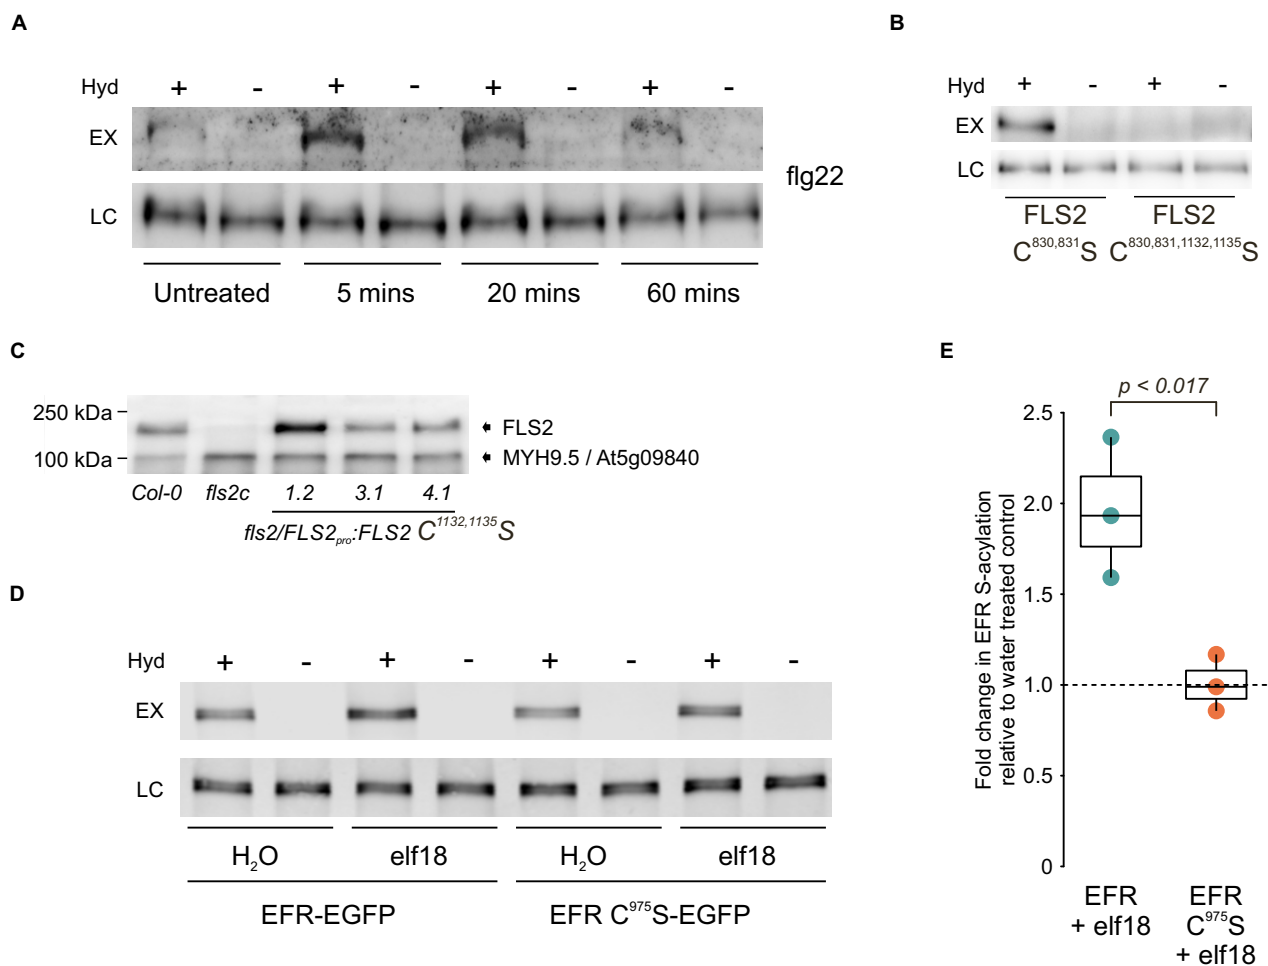 A
Hyd + - + - + - + -
EX
LC
flg22
Untreated 5 mins 20 mins 60 mins
B
Hyd + - + -
EX
LC
FLS2 FLS2
C830,831S C830,831,1132,1135S
C
250 kDa
100 kDa
FLS2
MYH9.5 / At5g09840
Col-0 fls2c 1.2 3.1 4.1
fls2/FLS2pro:FLS2 C1132,1135S
D
Hyd + - + - + - + -
EX
LC
H2O elf18 H2O elf18
EFR-EGFP EFR C975S-EGFP
E
p < 0.017
Fold change in EFR S-acylation
relative to water treated control
2.5
2.0
1.5
1.0
0.5
0
EFR
+ elf18
EFR
C975S
+ elf18